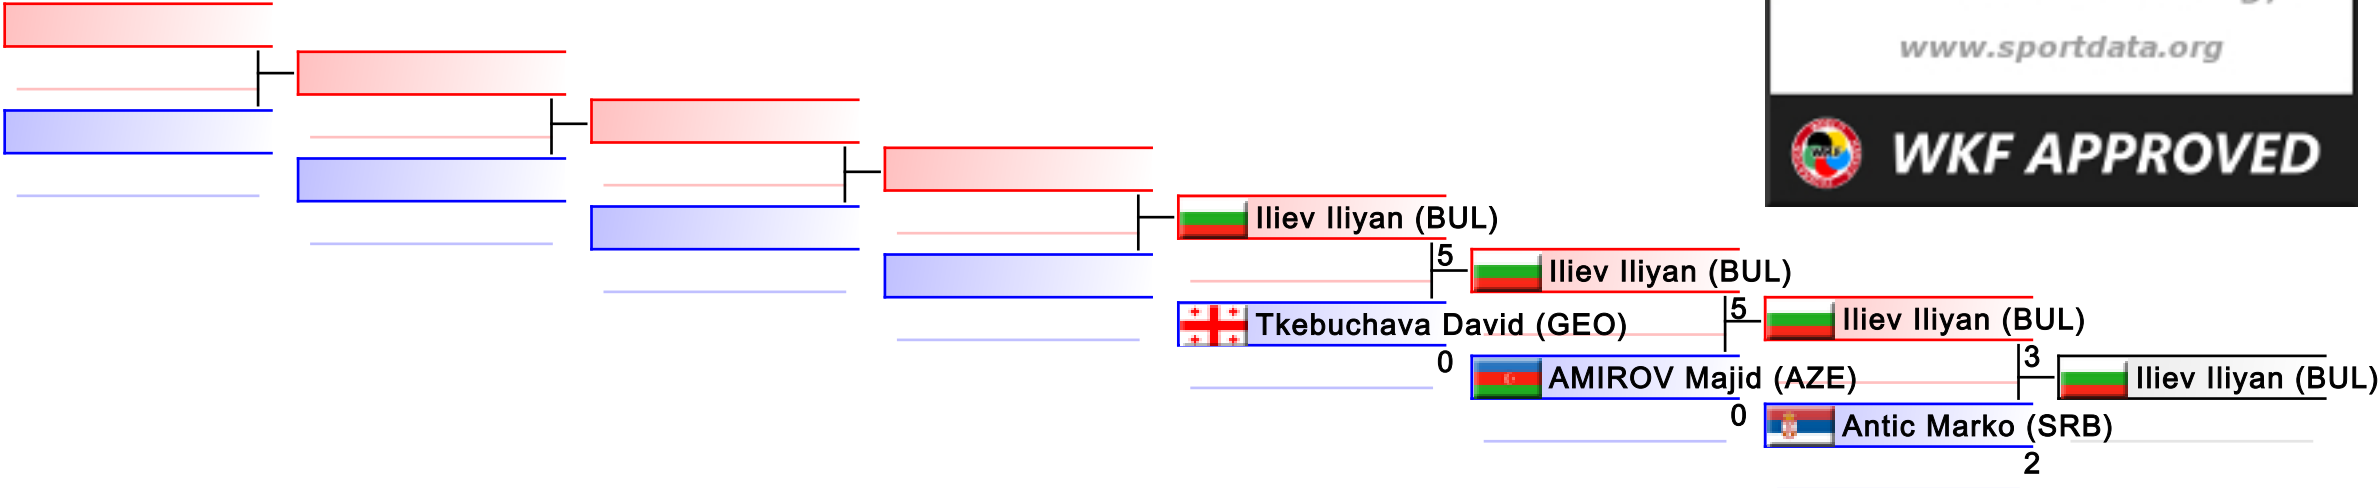 www.sportdata.org
WKF
WKF APPROVED
Iliev Iliyan (BUL)
5
Iliev Iliyan (BUL)
Tkebuchava David (GEO)
0
5
Iliev Iliyan (BUL)
AMIROV Majid (AZE)
0
3
Iliev Iliyan (BUL)
Antic Marko (SRB)
2